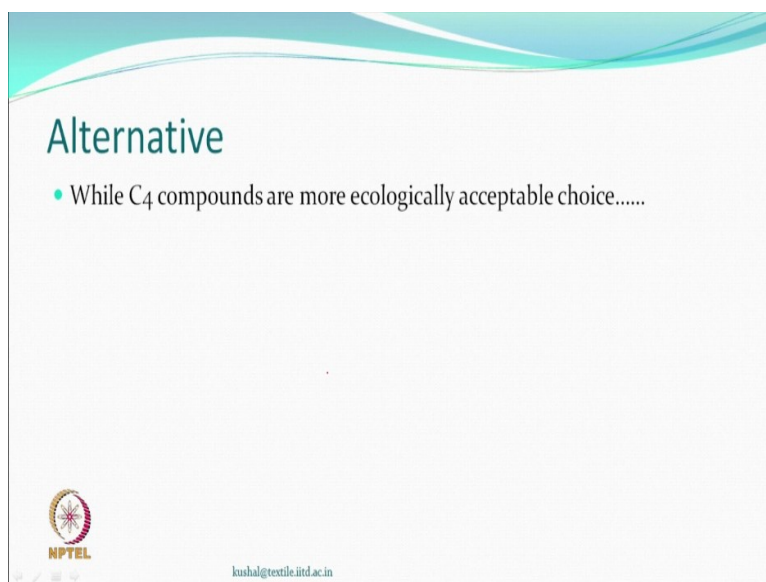 Alternative
• While C4 compounds are more ecologically acceptable choice......
NPTEL
kushal@textile.iitd.ac.in